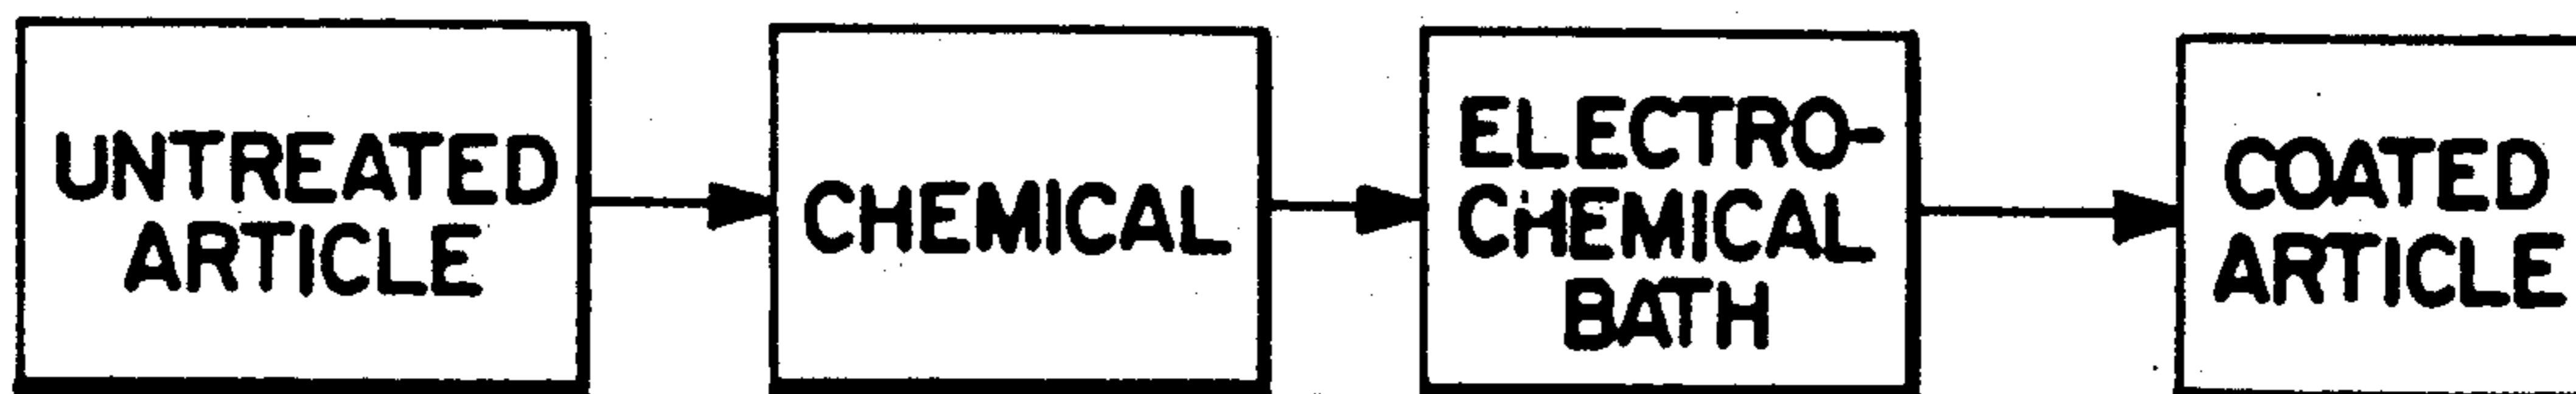 UNTREATED
ARTICLE
CHEMICAL
ELECTRO-
CHEMICAL
BATH
COATED
ARTICLE